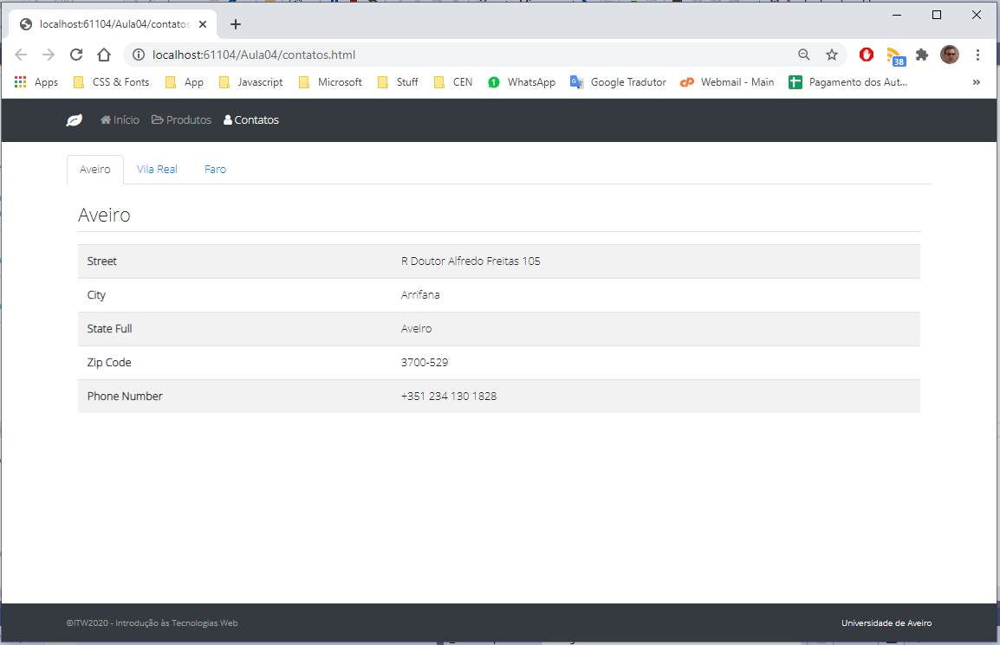 localhost:61104/Aula04/contatos
localhost:61104/Aula04/contatos.html
38
Apps CSS & Fonts App Javascript Microsoft Stuff CEN 1 WhatsApp Google Tradutor cP Webmail - Main Pagamento dos Aut... »
Início Produtos Contatos
Aveiro Vila Real Faro
Aveiro
Street R Doutor Alfredo Freitas 105
City Arrifana
State Full Aveiro
Zip Code 3700-529
Phone Number +351 234 130 1828
©ITW2020 - Introdução às Tecnologias Web Universidade de Aveiro